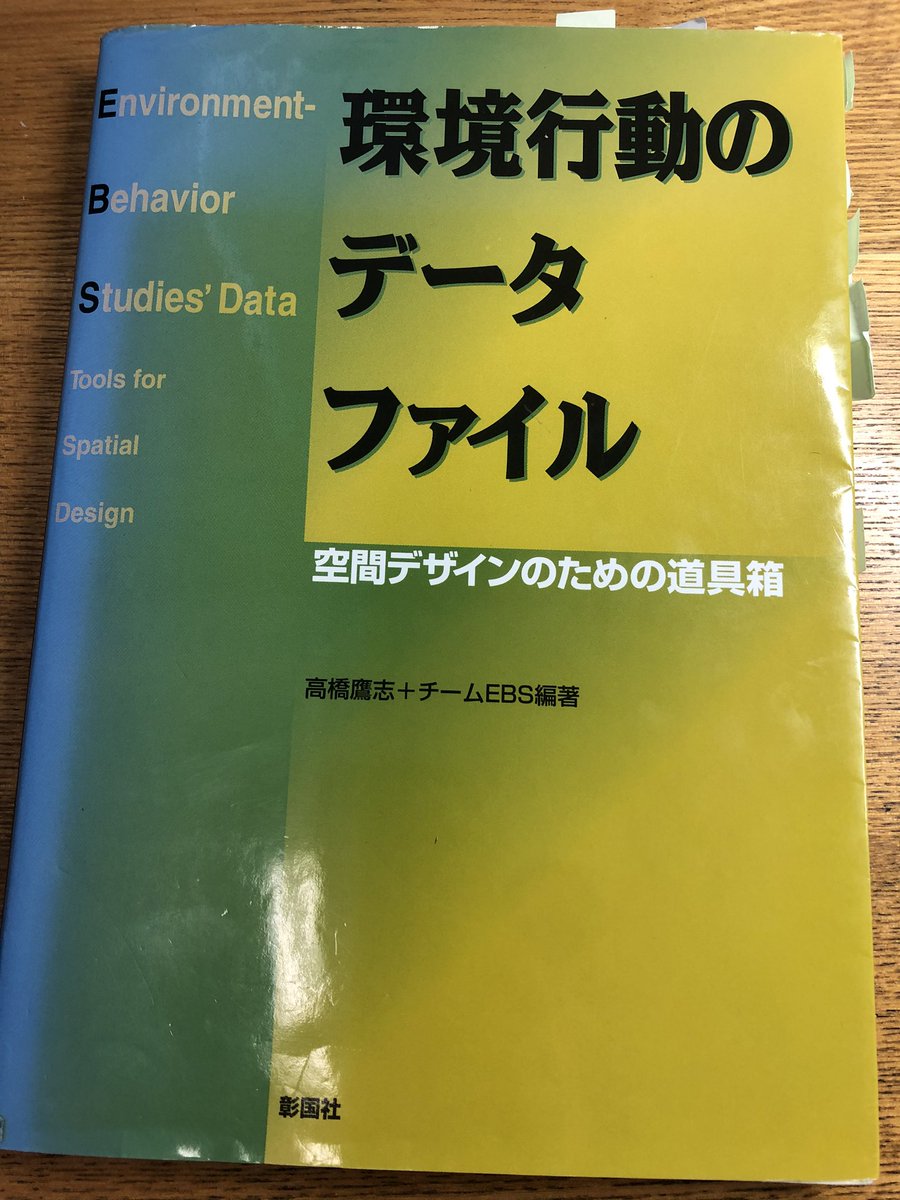 Environment-
Behavior
Studies' Data
Tools for
Spatial
Design
環境行動の
データ
ファイル
空間デザインのための道具箱
高橋鷹志+チームEBS編著
彰国社